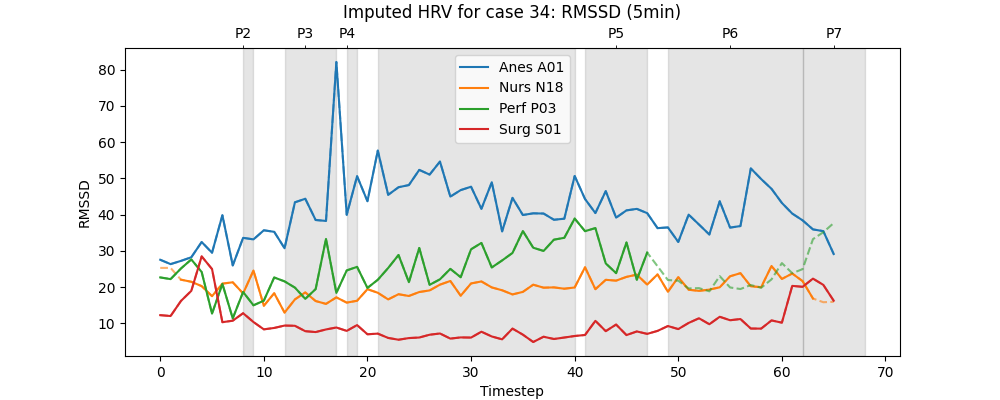 Imputed HRV for case 34: RMSSD (5min)
P2 P3 P4 P5 P6 P7
Anes A01
Nurs N18
Perf P03
Surg S01
RMSSD
80
70
60
50
40
30
20
10
0 10 20 30 40 50 60 70
Timestep